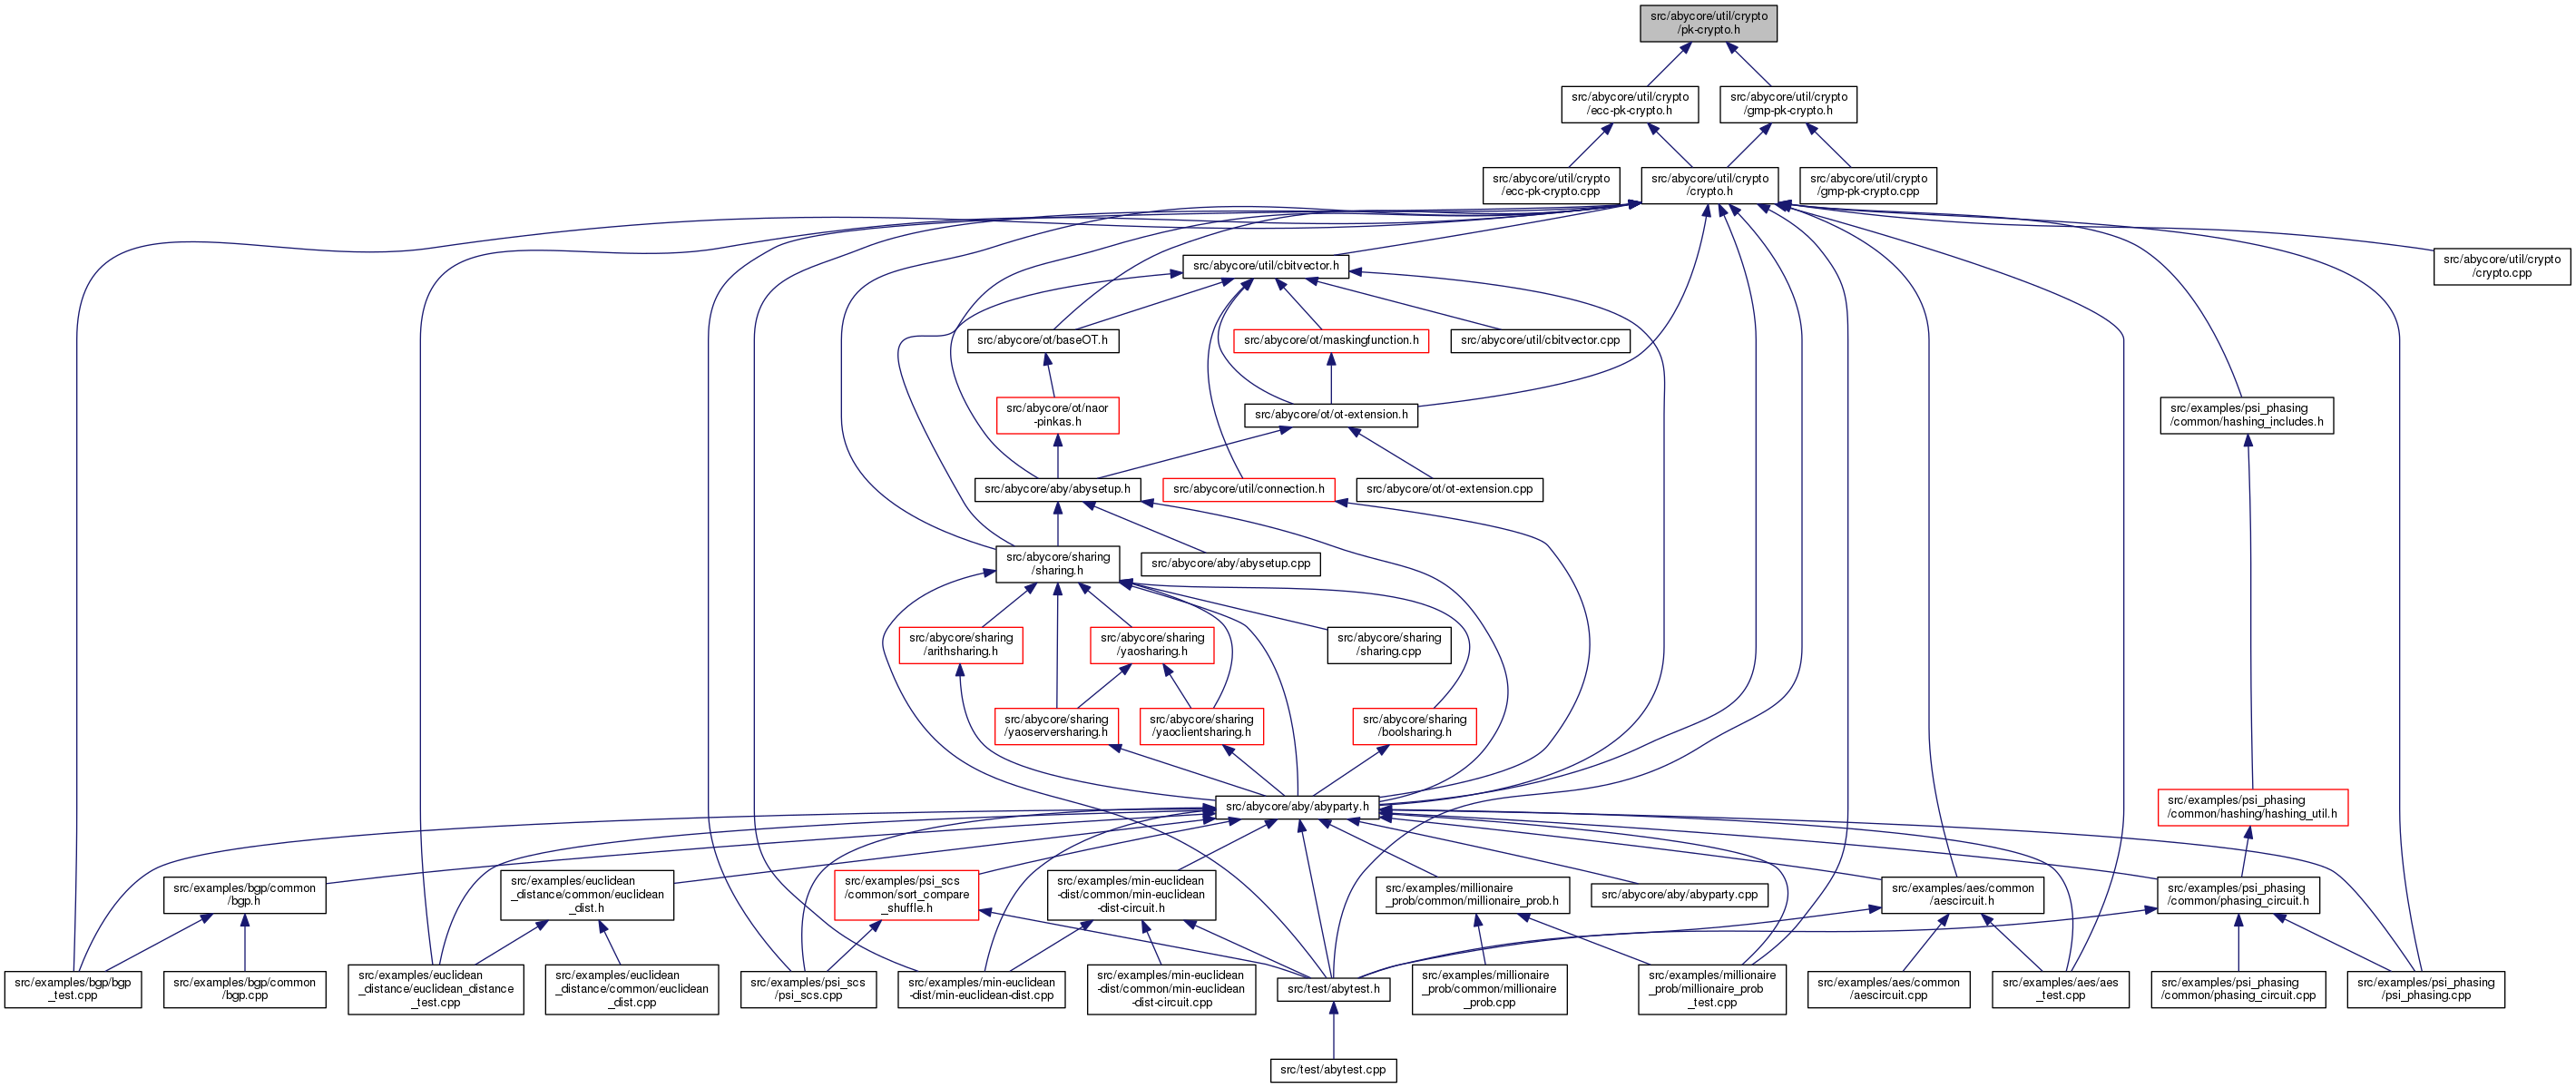 src/abycore/util/crypto
/pk-crypto.h
src/abycore/util/crypto
/ecc-pk-crypto.h
src/abycore/util/crypto
/gmp-pk-crypto.h
src/abycore/util/crypto
/ecc-pk-crypto.cpp
src/abycore/util/crypto
/crypto.h
src/abycore/util/crypto
/gmp-pk-crypto.cpp
src/abycore/util/cbitvector.h
src/abycore/util/crypto
/crypto.cpp
src/abycore/ot/baseOT.h
src/abycore/ot/maskingfunction.h
src/abycore/util/cbitvector.cpp
src/abycore/ot/naor
-pinkas.h
src/abycore/ot/ot-extension.h
src/examples/psi_phasing
/common/hashing_includes.h
src/abycore/aby/abysetup.h
src/abycore/util/connection.h
src/abycore/ot/ot-extension.cpp
src/abycore/sharing
/sharing.h
src/abycore/aby/abysetup.cpp
src/abycore/sharing
/arithsharing.h
src/abycore/sharing
/yaosharing.h
src/abycore/sharing
/sharing.cpp
src/abycore/sharing
/yaoserversharing.h
src/abycore/sharing
/yaoclientsharing.h
src/abycore/sharing
/boolsharing.h
src/abycore/aby/abyparty.h
src/examples/psi_phasing
/common/hashing/hashing_util.h
src/examples/bgp/common
/bgp.h
src/examples/euclidean
_distance/common/euclidean
_dist.h
src/examples/psi_scs
/common/sort_compare
_shuffle.h
src/examples/min-euclidean
-dist/common/min-euclidean
-dist-circuit.h
src/examples/millionaire
_prob/common/millionaire_prob.h
src/abycore/aby/abyparty.cpp
src/examples/aes/common
/aescircuit.h
src/examples/psi_phasing
/common/phasing_circuit.h
src/examples/bgp/bgp
_test.cpp
src/examples/bgp/common
/bgp.cpp
src/examples/euclidean
_distance/euclidean_distance
_test.cpp
src/examples/euclidean
_distance/common/euclidean
_dist.cpp
src/examples/psi_scs
/psi_scs.cpp
src/examples/min-euclidean
-dist/min-euclidean-dist.cpp
src/examples/min-euclidean
-dist/common/min-euclidean
-dist-circuit.cpp
src/test/abytest.h
src/examples/millionaire
_prob/common/millionaire
_prob.cpp
src/examples/millionaire
_prob/millionaire_prob
_test.cpp
src/examples/aes/common
/aescircuit.cpp
src/examples/aes/aes
_test.cpp
src/examples/psi_phasing
/common/phasing_circuit.cpp
src/examples/psi_phasing
/psi_phasing.cpp
src/test/abytest.cpp